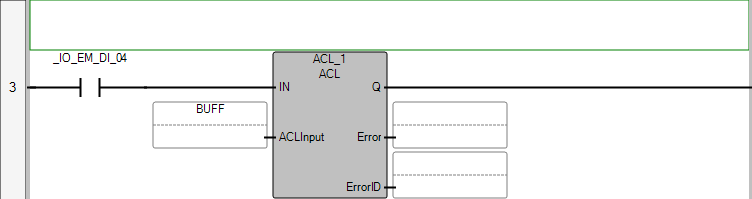 _IO_EM_DI_04
ACL_1
ACL
3
IN
Q
BUFF
ACLInput
Error
ErrorID